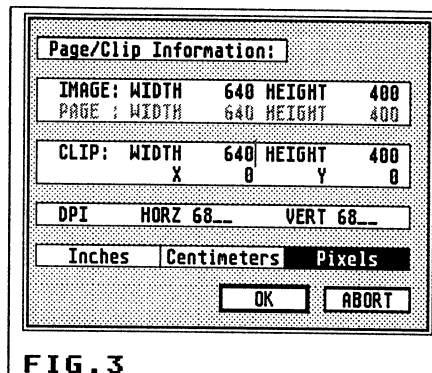 Page/Clip Information:
IMAGE: WIDTH 640 HEIGHT 400
PAGE : WIDTH 640 HEIGHT 400
CLIP: WIDTH 640 HEIGHT 400
X 0 Y 0
DPI HORZ 68__ VERT 68__
Inches Centimeters Pixels
OK ABORT
FIG.3